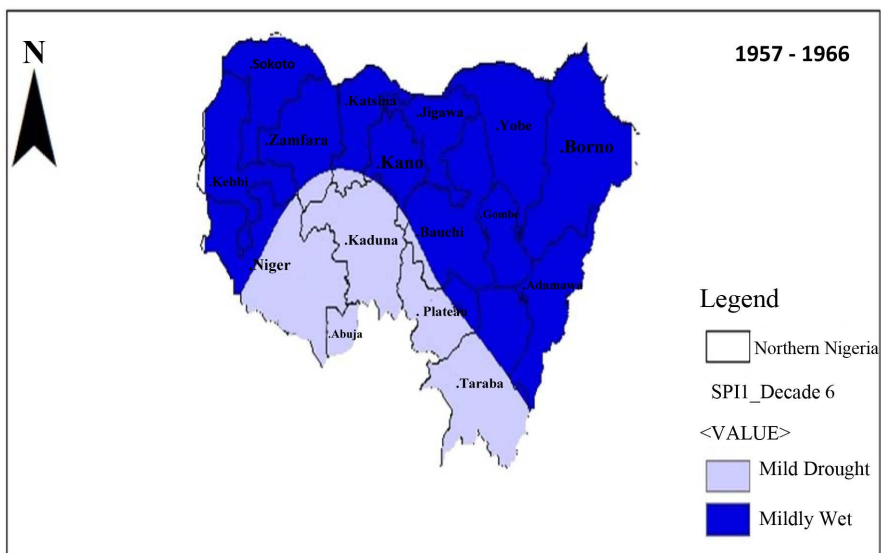 N
1957 - 1966
.Sokoto
.Katsina
.Jigawa
.Yobe
.Zamfara
.Borno
.Kano
.Kebbi
.Gombe
.Bauchi
.Kaduna
.Niger
.Adamawa
. Plateau
.Abuja
.Taraba
Legend
Northern Nigeria
SPI1_Decade 6
<VALUE>
Mild Drought
Mildly Wet